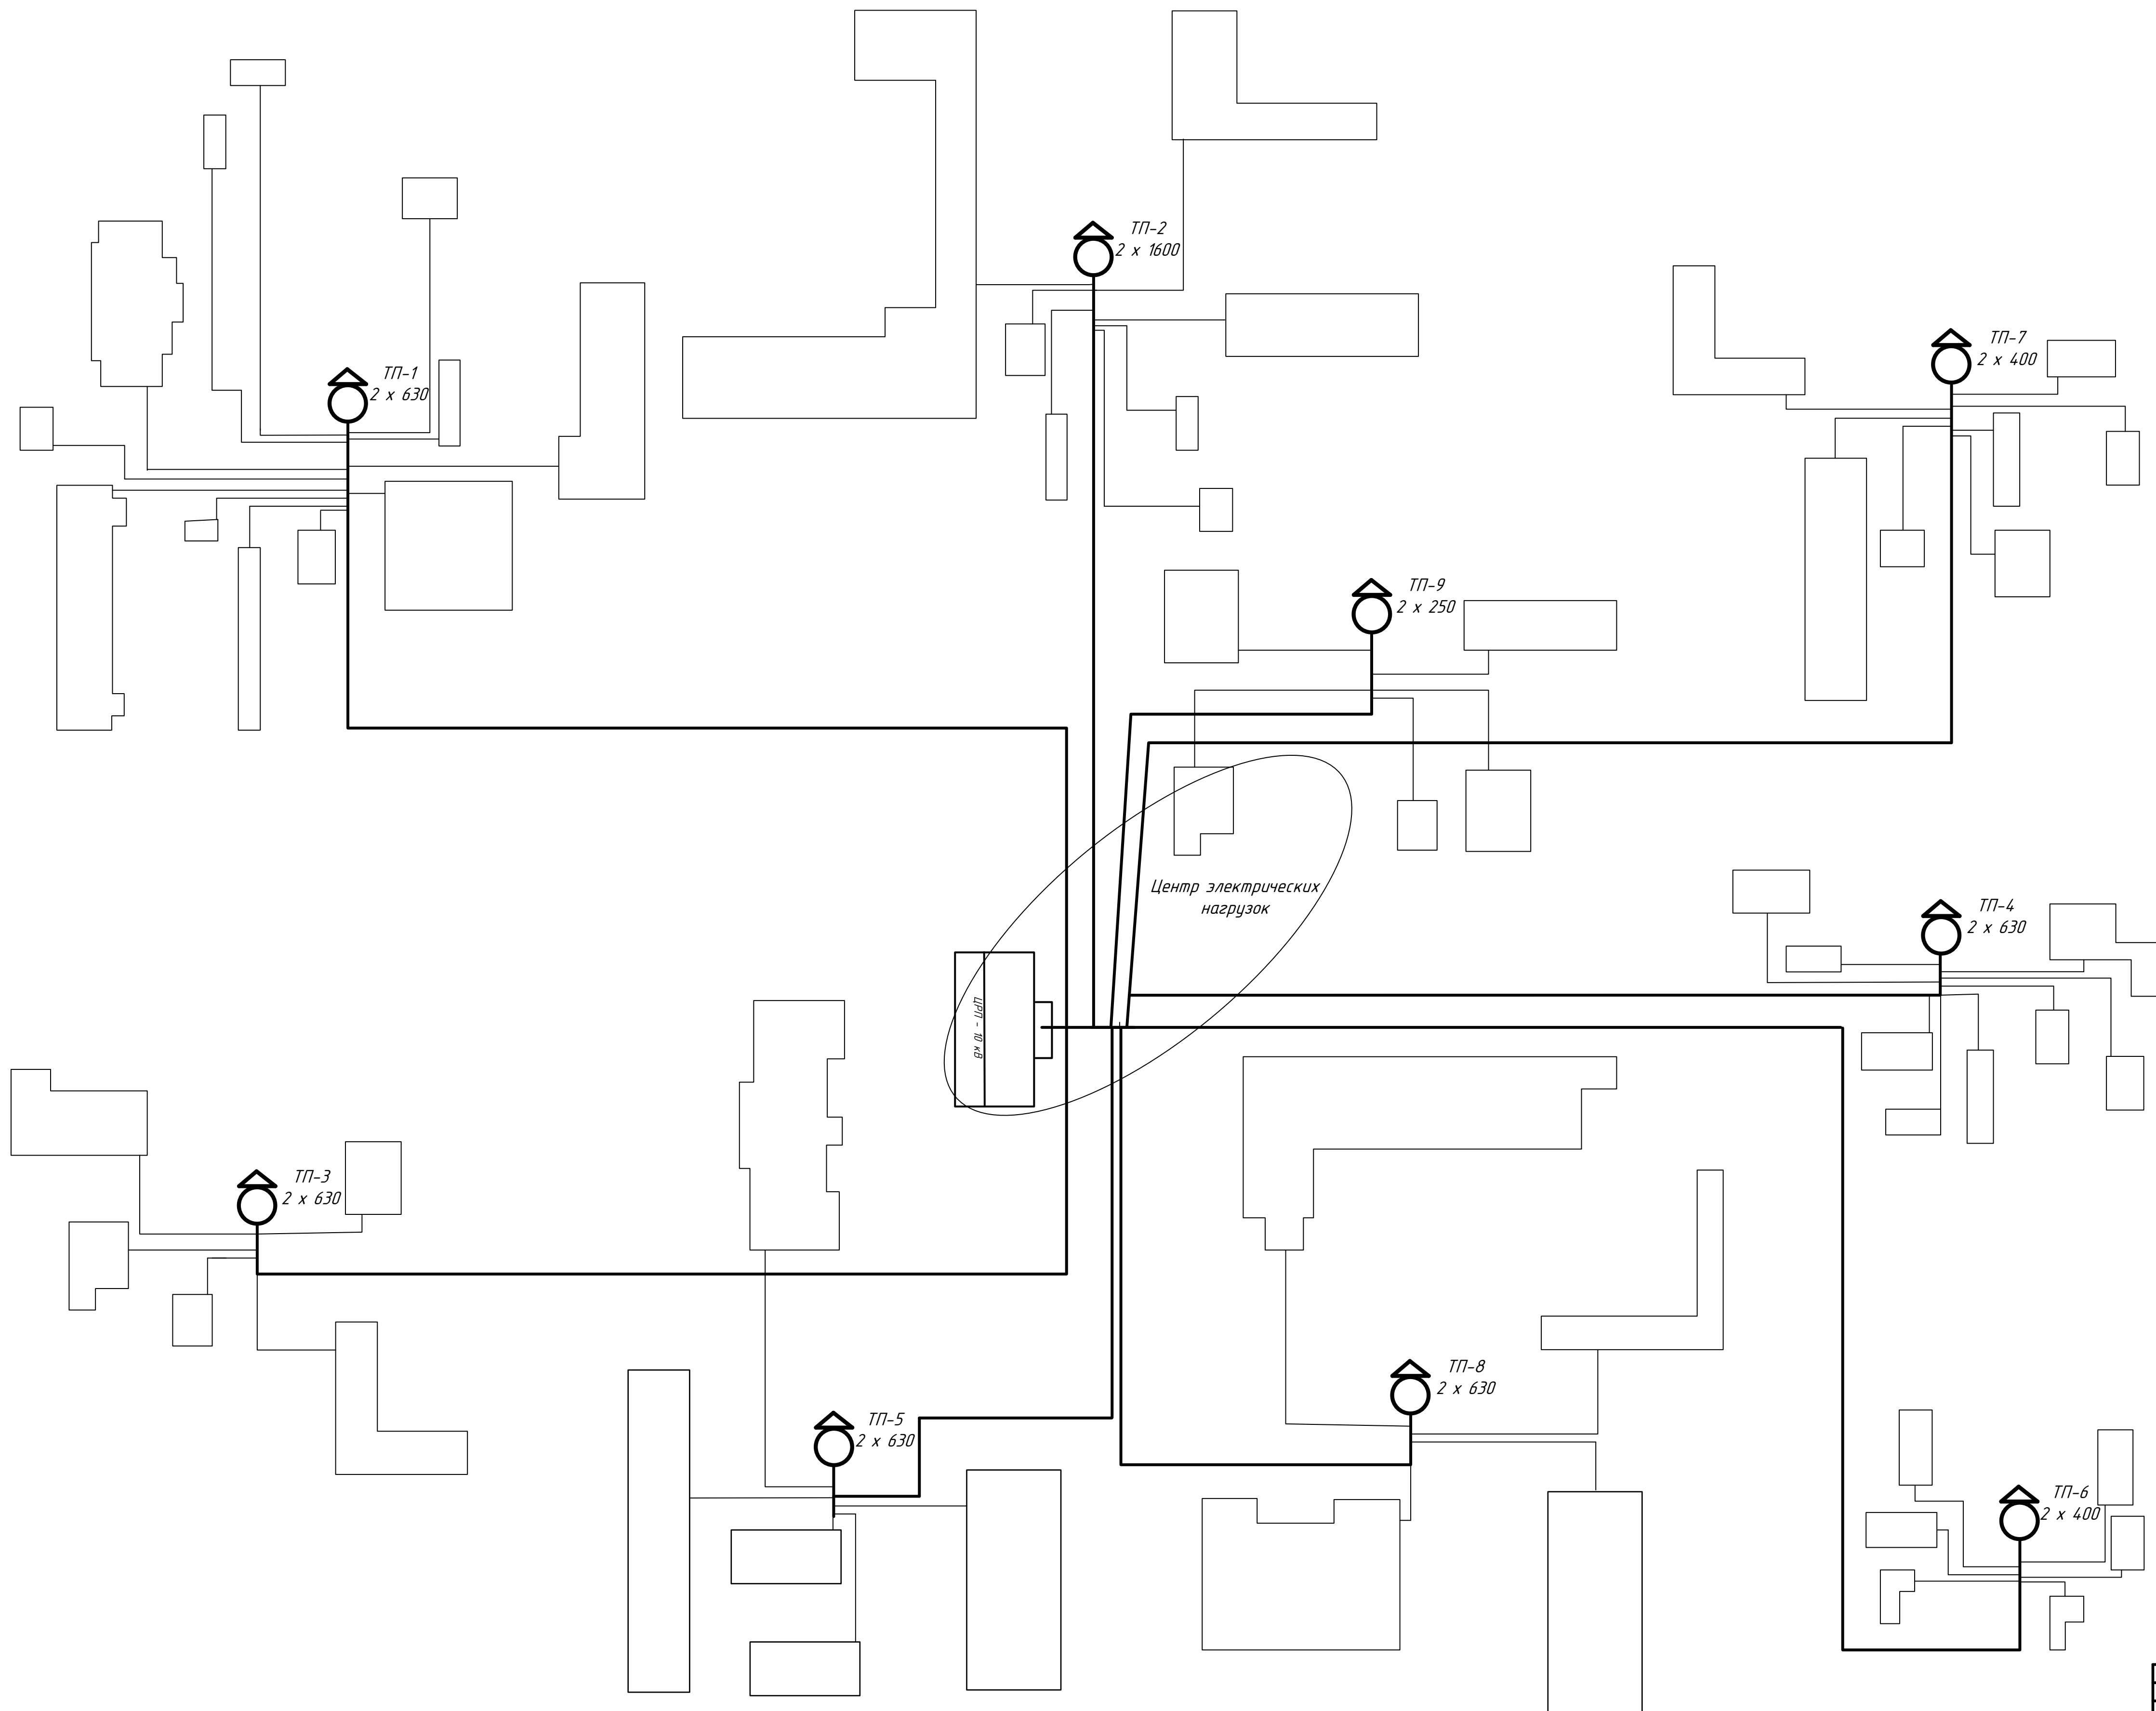 ТП-2
2 х 1600
ТП-7
2 х 400
ТП-1
2 х 630
ТП-9
2 х 250
Центр электрических
нагрузок
ТП-4
2 х 630
ЦРП - 10 кВ
ТП-3
2 х 630
ТП-8
2 х 630
ТП-5
2 х 630
ТП-6
2 х 400